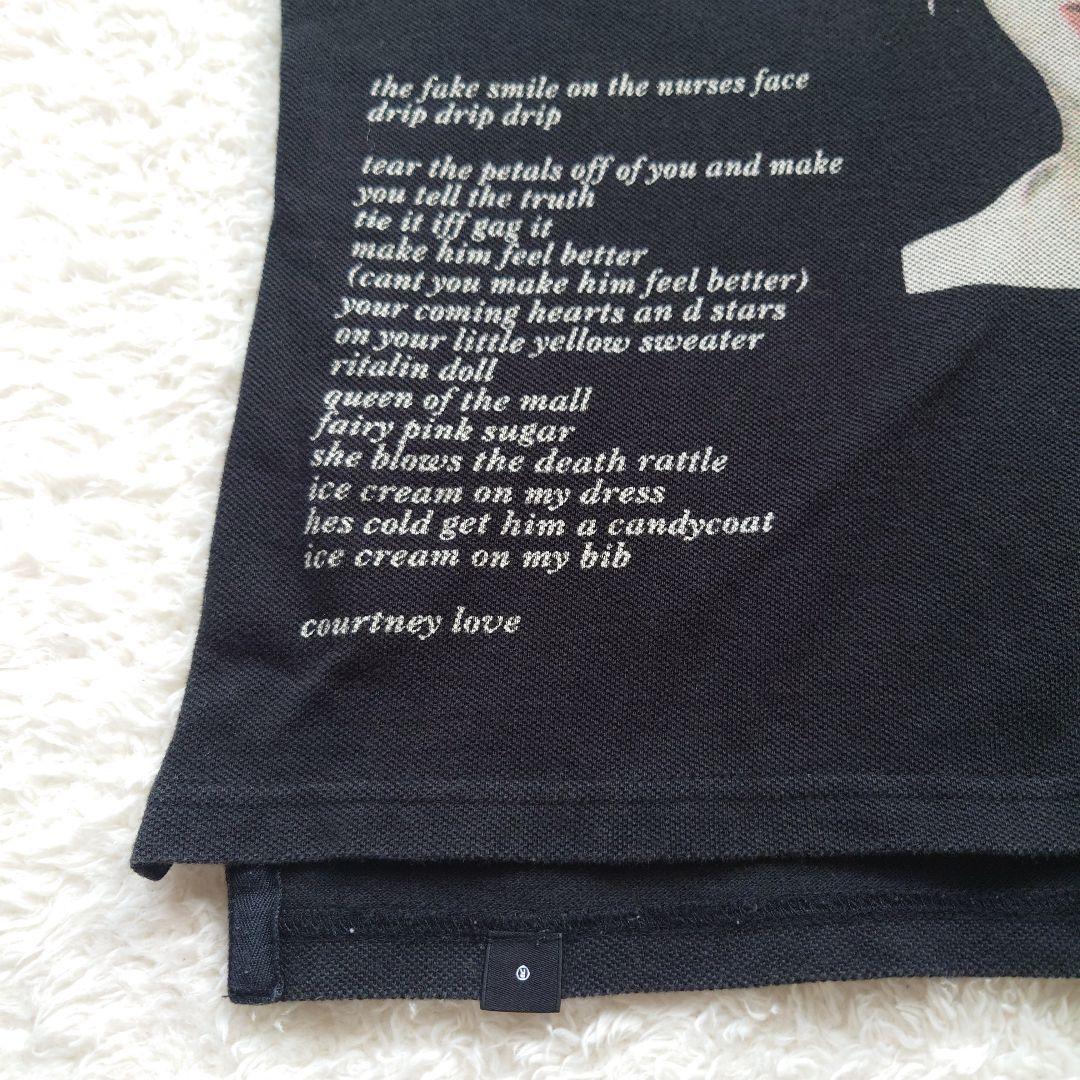 the fake smile on the nurses face
drip drip drip
tear the petals off of you and make
you tell the truth
tie it iff gag it
make him feel better
(cant you make him feel better)
your coming hearts an d stars
on your little yellow sweater
ritalin doll
queen of the mall
fairy pink sugar
she blows the death rattle
ice cream on my dress
hes cold get him a candycoat
ice cream on my bib
courtney love
®